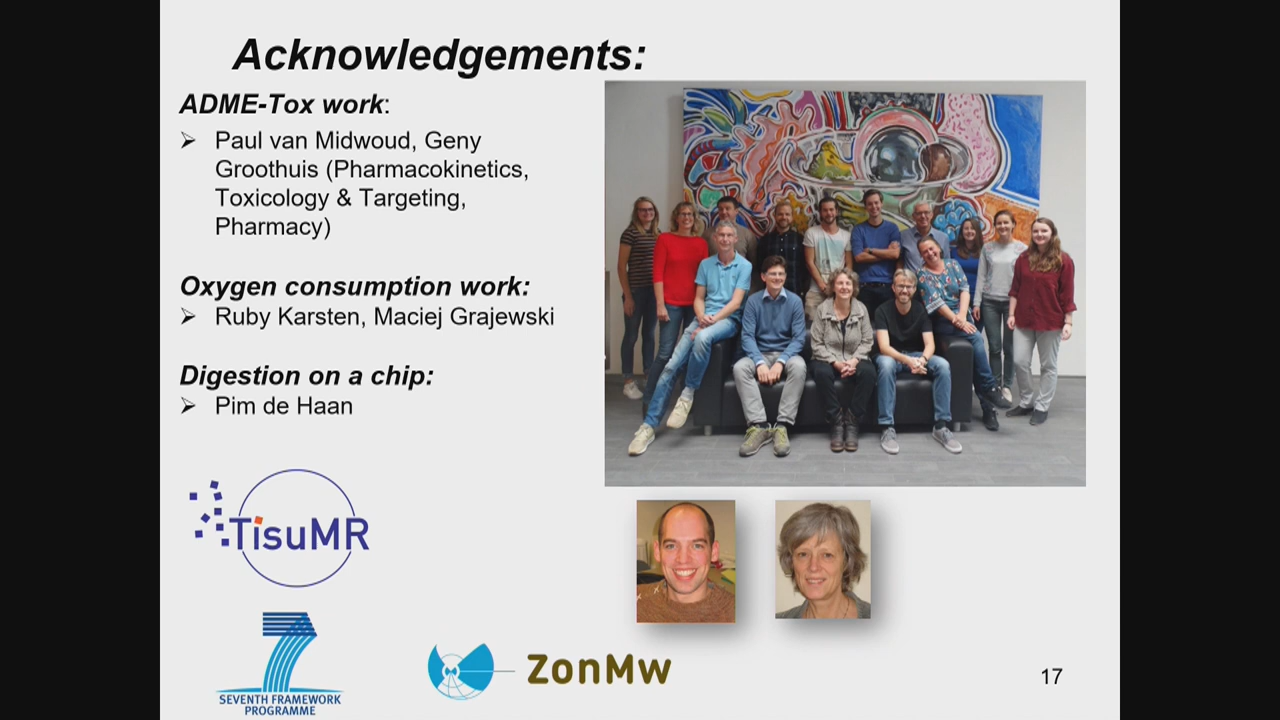 Acknowledgements:
ADME-Tox work:
➢ Paul van Midwoud, Geny
Groothuis (Pharmacokinetics,
Toxicology & Targeting,
Pharmacy)
Oxygen consumption work:
➢ Ruby Karsten, Maciej Grajewski
Digestion on a chip:
➢ Pim de Haan
TisuMR
SEVENTH FRAMEWORK
PROGRAMME
ZonMw
17